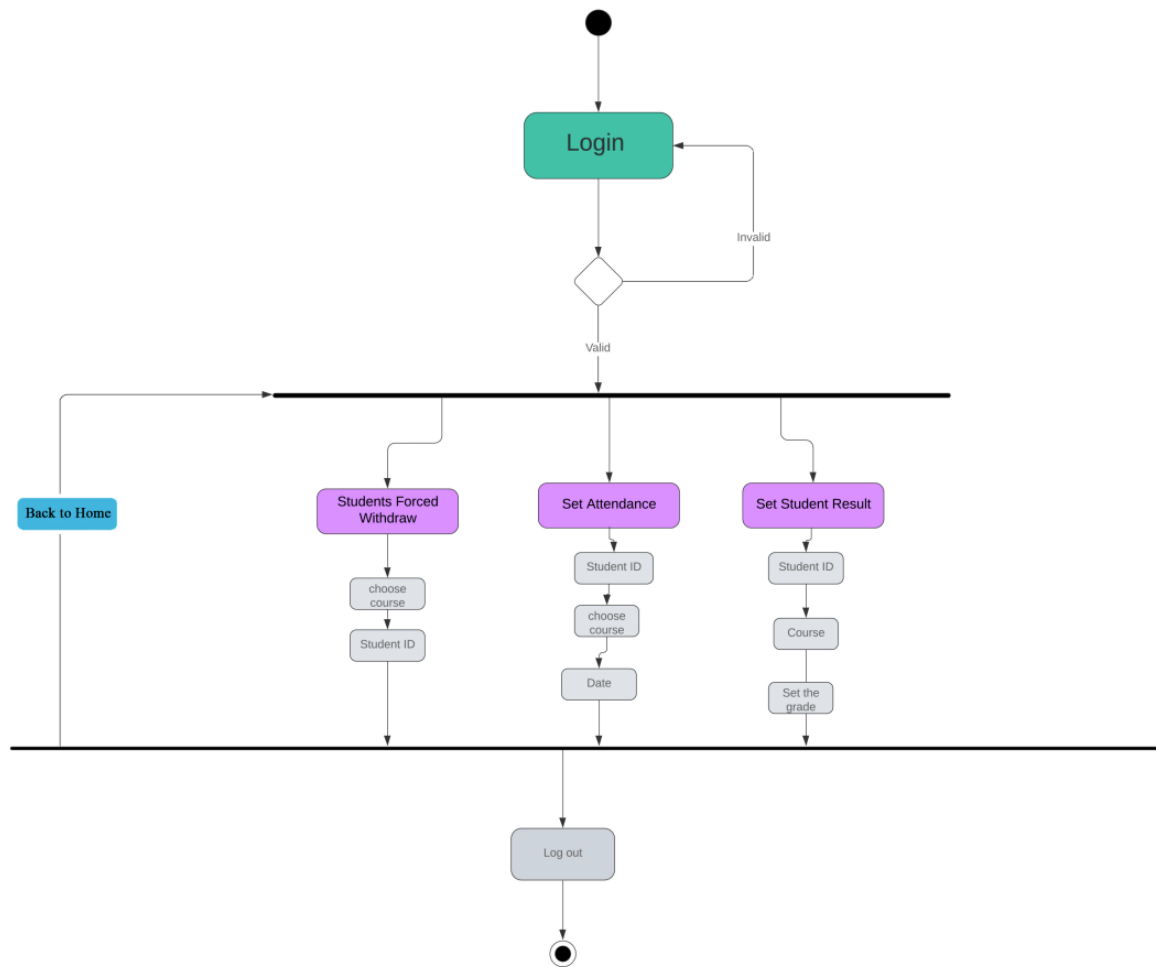 Login
Invalid
Valid
Back to Home
Students Forced
Withdraw
choose
course
Student ID
Set Attendance
Student ID
choose
course
Date
Set Student Result
Student ID
Course
Set the
grade
Log out